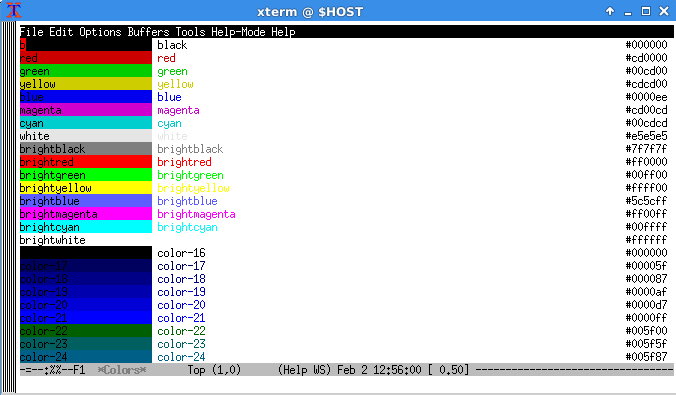 xterm @ $HOST
File Edit Options Buffers Tools Help-Mode Help
b black #000000
red red #cd0000
green green #00cd00
yellow yellow #cdcd00
blue blue #0000ee
magenta magenta #cd00cd
cyan cyan #00cdcd
white white #e5e5e5
brightblack brightblack #7f7f7f
brightred brightred #ff0000
brightgreen brightgreen #00ff00
brightyellow brightyellow #ffff00
brightblue brightblue #5c5cff
brightmagenta brightmagenta #ff00ff
brightcyan brightcyan #00ffff
brightwhite #ffffff
color-16 #000000
color-17 color-17 #00005f
color-18 color-18 #000087
color-19 color-19 #0000af
color-20 color-20 #0000d7
color-21 color-21 #0000ff
color-22 color-22 #005f00
color-23 color-23 #005f5f
color-24 color-24 #005f87
-=--:%%--F1 *Colors* Top (1,0) (Help WS) Feb 2 12:56:00 [ 0.50] ------------------------------